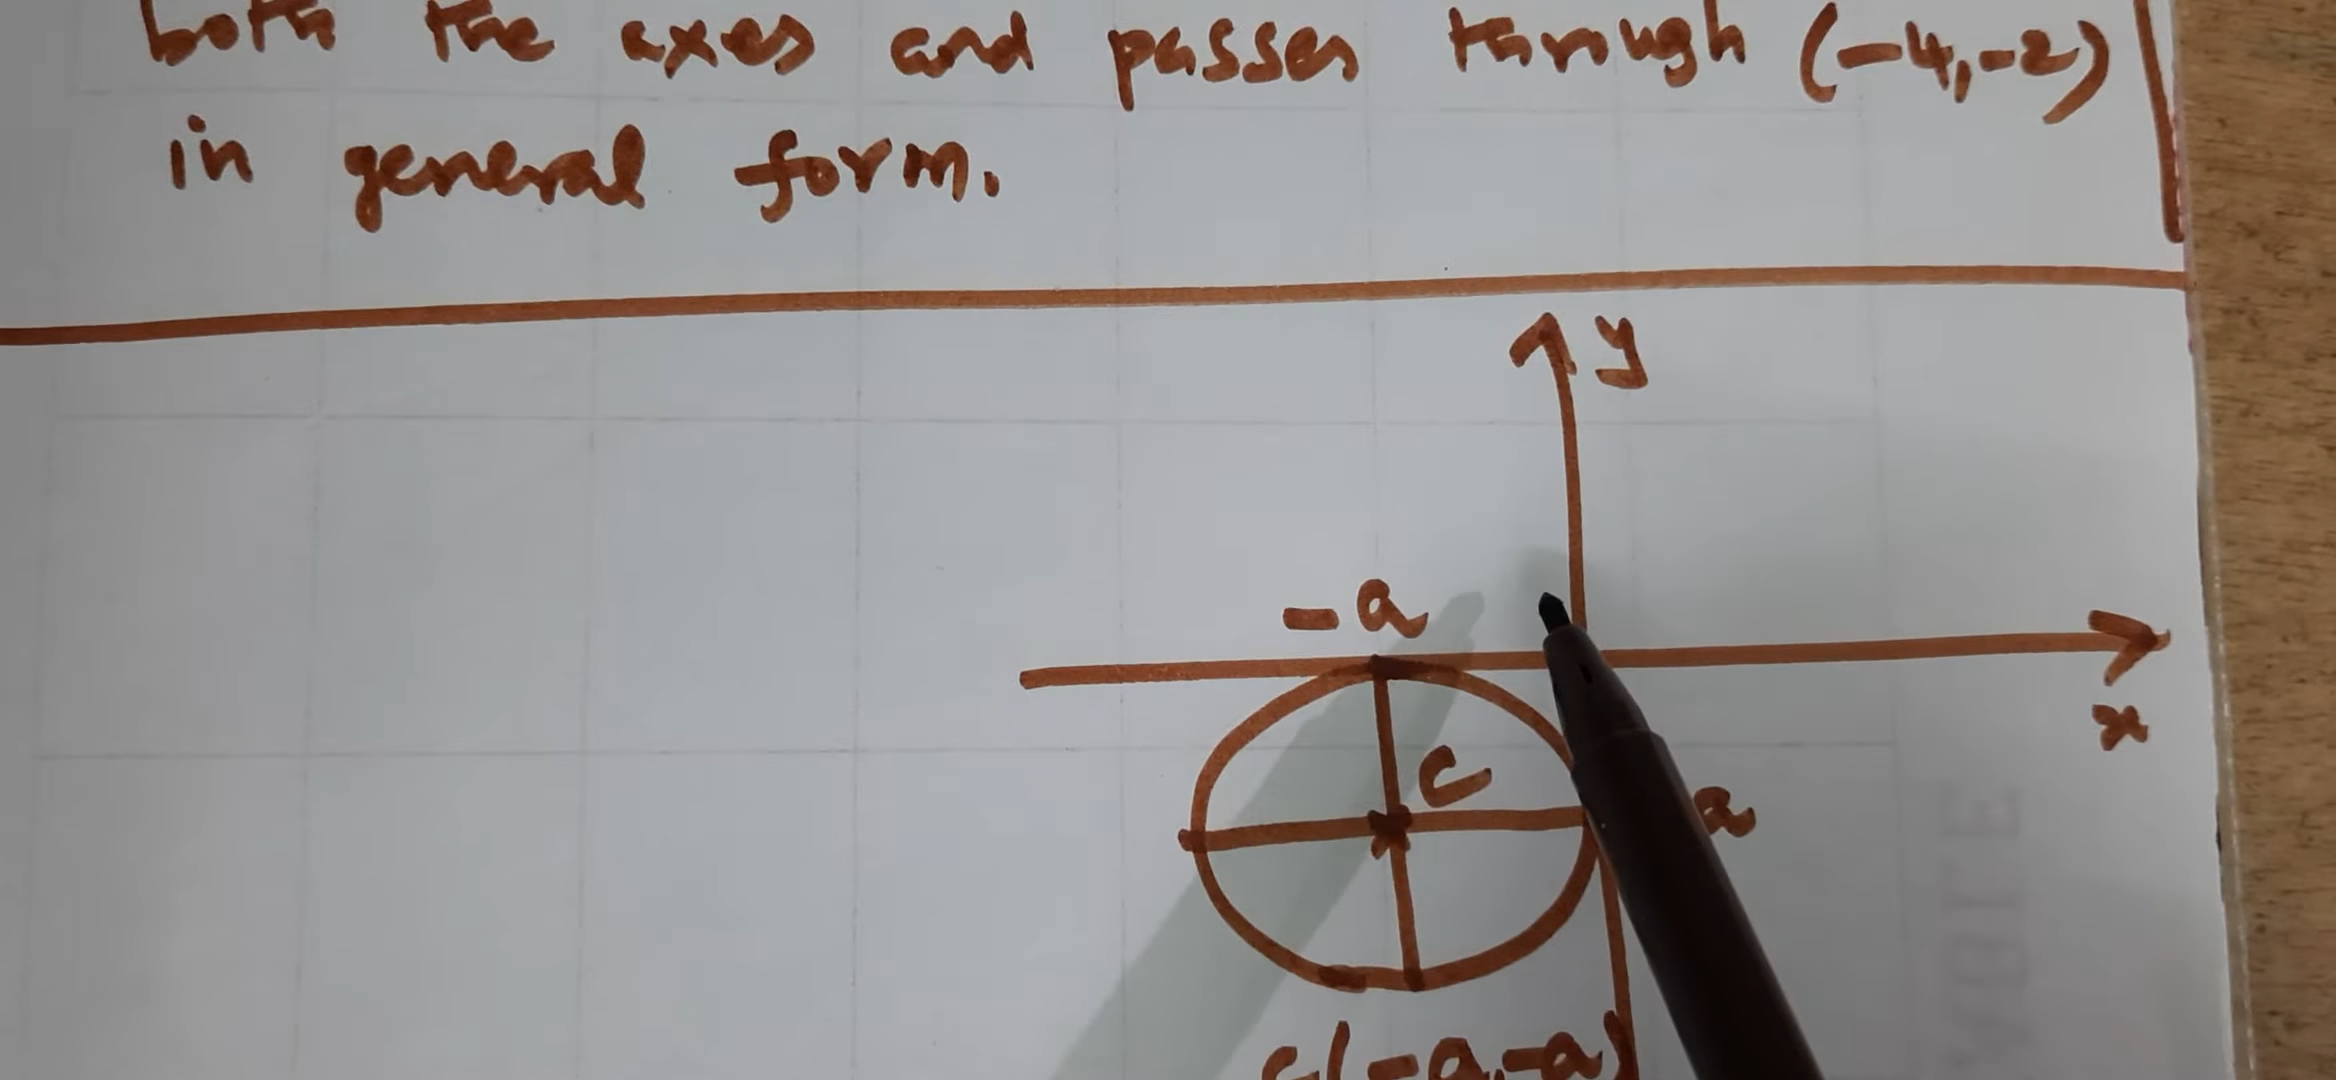 both the axes and passes through (-4,-2)
in general form.
y
-a
x
C
a
C(-a,-a)